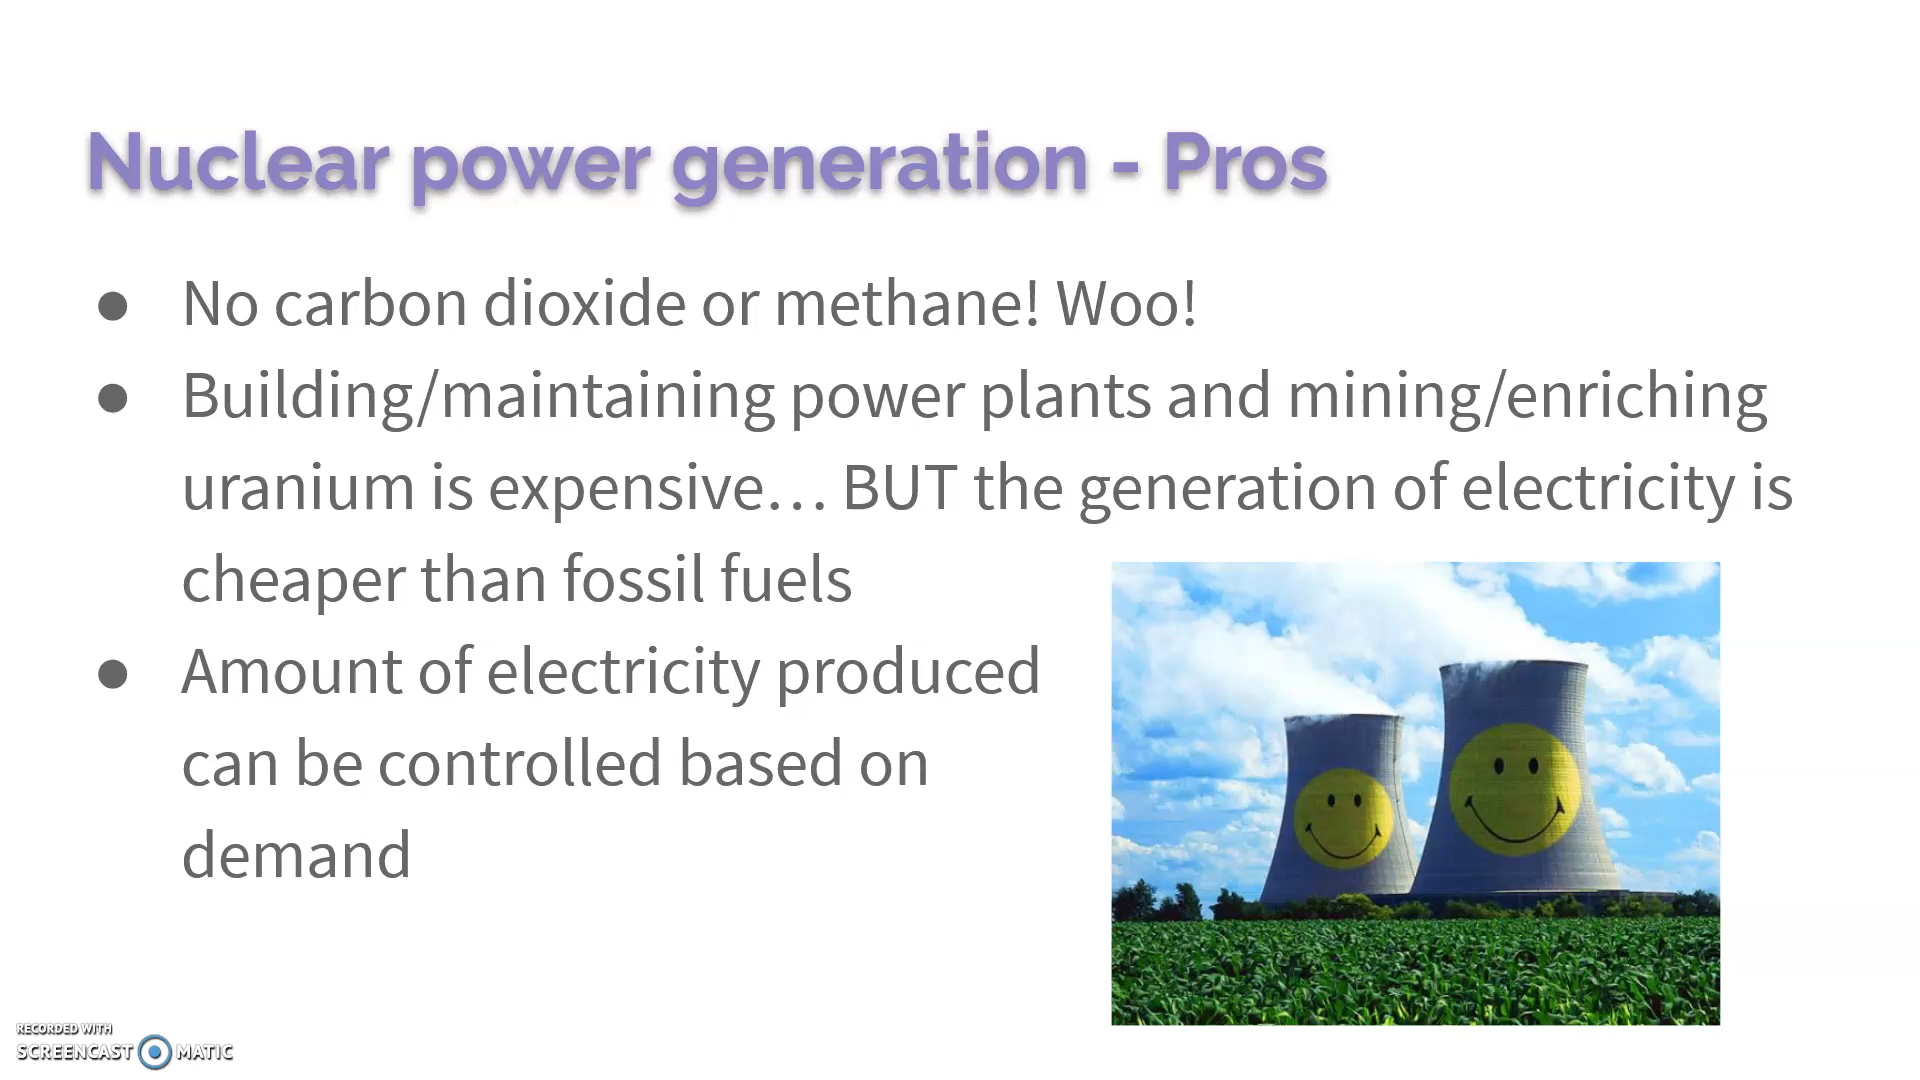 Nuclear power generation - Pros
● No carbon dioxide or methane! Woo!
● Building/maintaining power plants and mining/enriching
uranium is expensive… BUT the generation of electricity is
cheaper than fossil fuels
● Amount of electricity produced
can be controlled based on
demand
RECORDED WITH
SCREENCAST MATIC